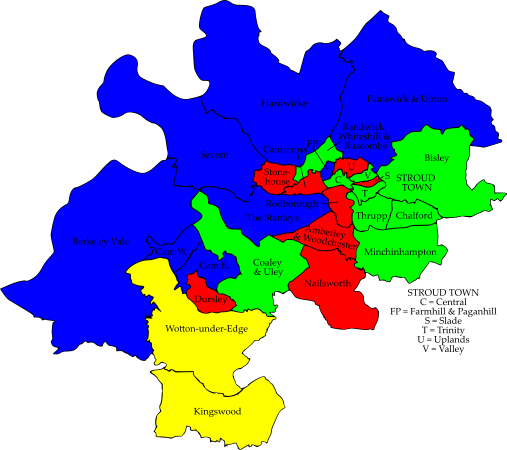 Hardwicke
Painswick & Upton
Randwick,
Whiteshill &
Ruscombe
FP
Cainscross
Severn
Bisley
U
V
S
STROUD
TOWN
Stone-
house
C
T
Rodborough
The Stanleys
Thrupp
Chalford
Berkeley Vale
Amberley
& Woodchester
Cam W.
Minchinhampton
Cam E.
Coaley
& Uley
Nailsworth
Dursley
STROUD TOWN
C = Central
FP = Farmhill & Paganhill
S = Slade
T = Trinity
U = Uplands
V = Valley
Wotton-under-Edge
Kingswood